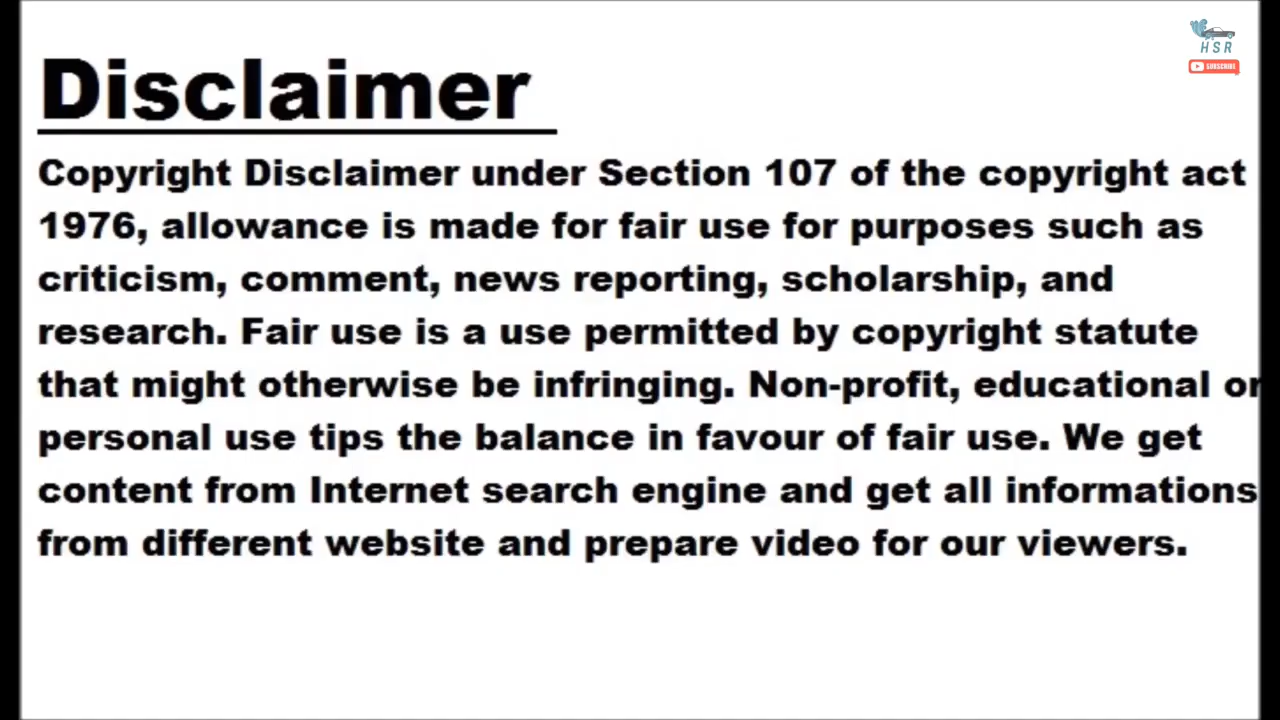 HSR
SUBSCRIBE
Disclaimer
Copyright Disclaimer under Section 107 of the copyright act
1976, allowance is made for fair use for purposes such as
criticism, comment, news reporting, scholarship, and
research. Fair use is a use permitted by copyright statute
that might otherwise be infringing. Non-profit, educational or
personal use tips the balance in favour of fair use. We get
content from Internet search engine and get all informations
from different website and prepare video for our viewers.